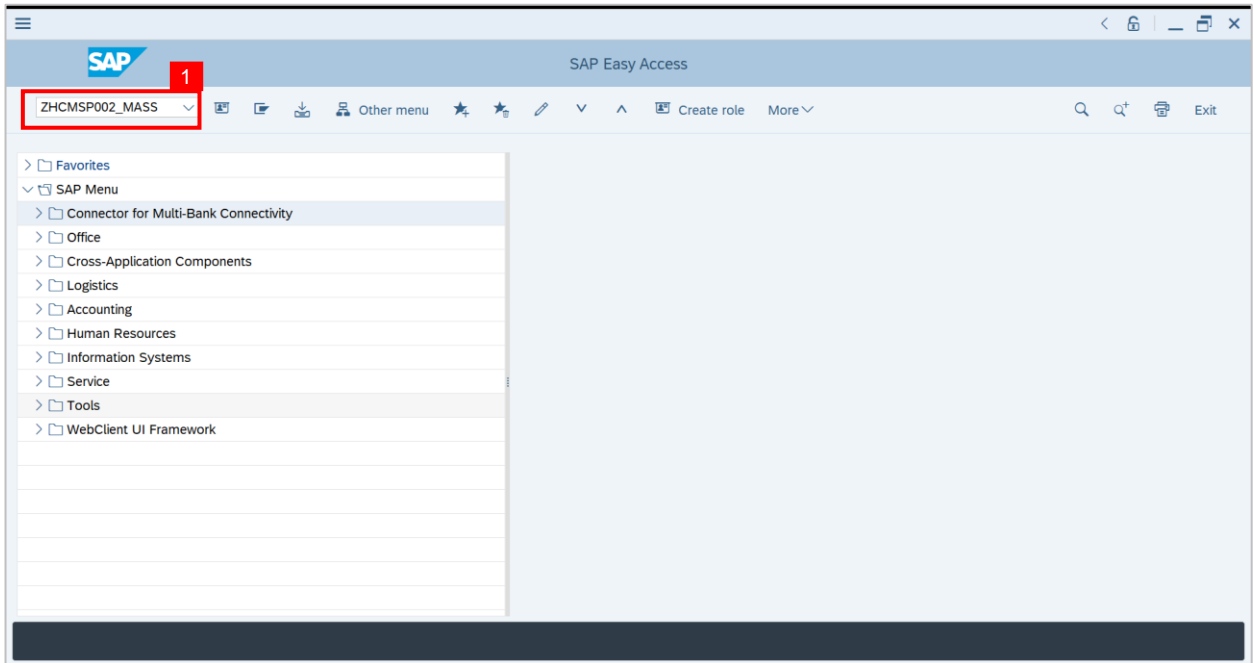 SAP
SAP Easy Access
1
ZHCMSP002_MASS
Other menu
Create role
More
Exit
Favorites
SAP Menu
Connector for Multi-Bank Connectivity
Office
Cross-Application Components
Logistics
Accounting
Human Resources
Information Systems
Service
Tools
WebClient UI Framework